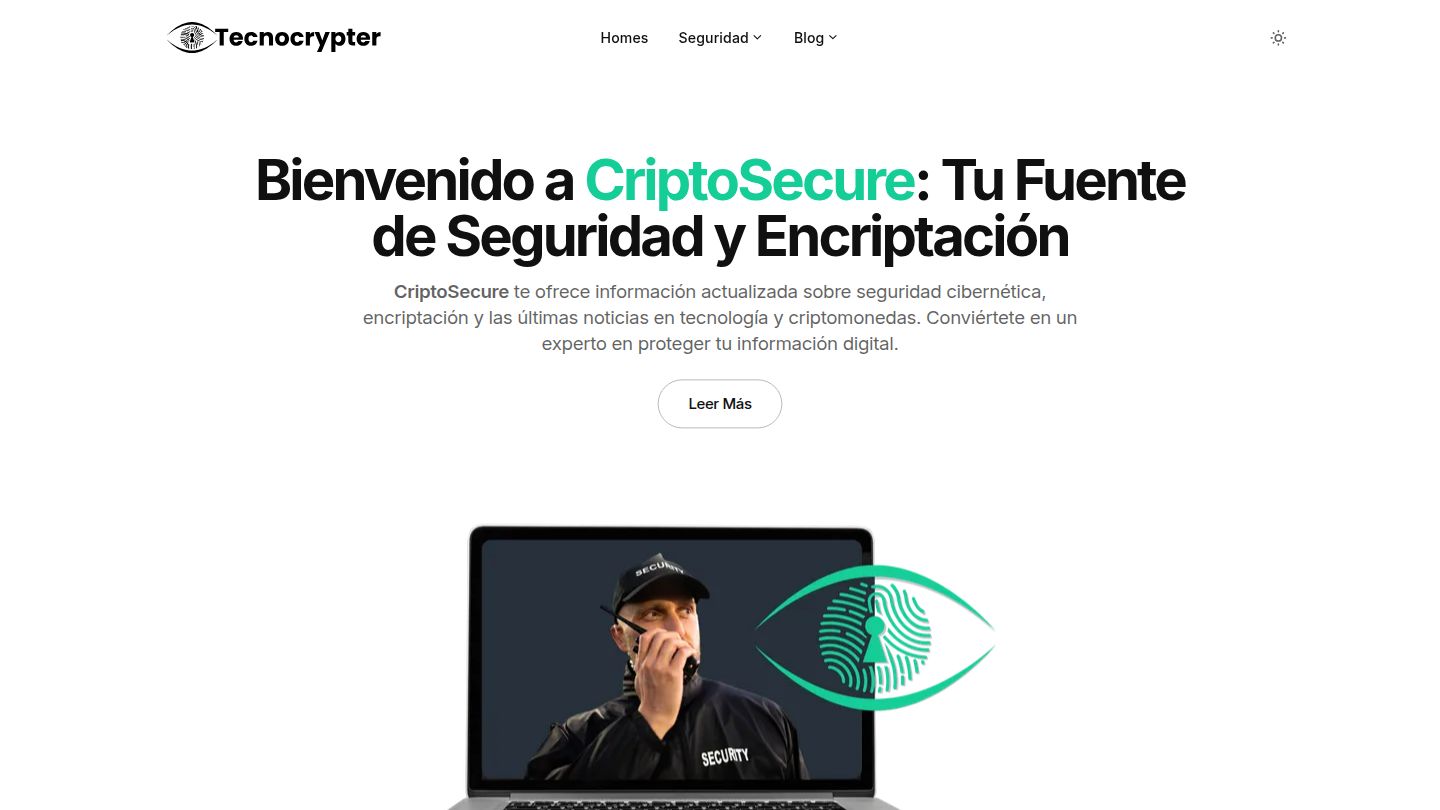 Tecnocrypter
Homes Seguridad Blog
Bienvenido a CriptoSecure: Tu Fuente
de Seguridad y Encriptación
CriptoSecure te ofrece información actualizada sobre seguridad cibernética,
encriptación y las últimas noticias en tecnología y criptomonedas. Conviértete en un
experto en proteger tu información digital.
Leer Más
SECURITY
SECURITY